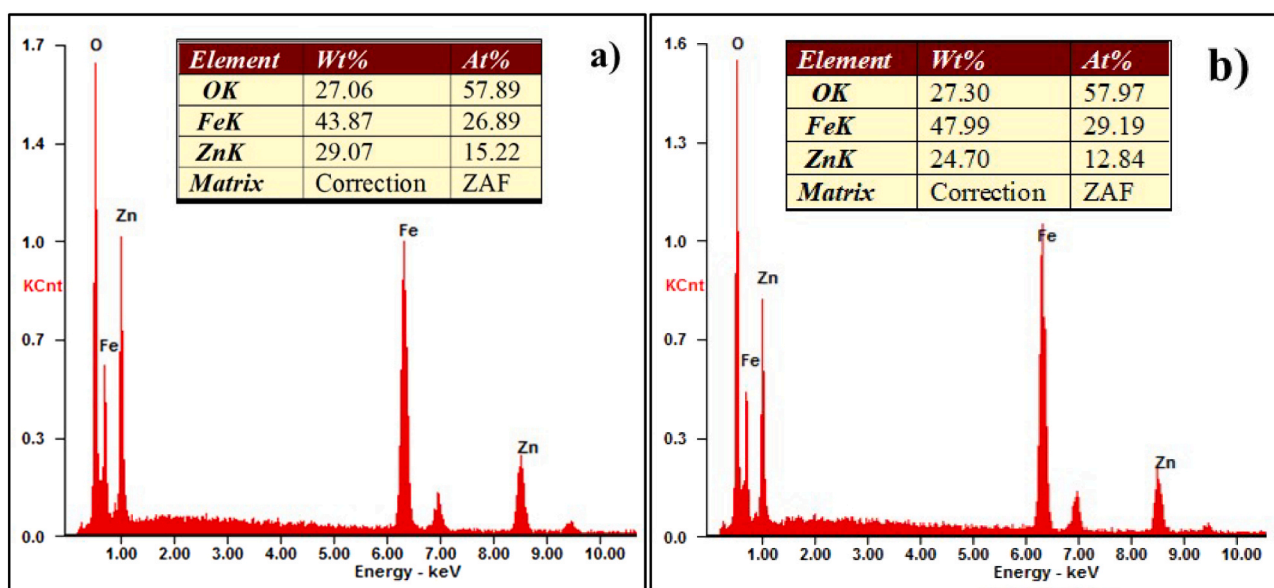 a)
Element Wt% At%
OK 27.06 57.89
FeK 43.87 26.89
ZnK 29.07 15.22
Matrix Correction ZAF
1.7
1.4
1.0
0.7
0.3
0.0
KCnt
O
Fe
Zn
Fe
Zn
1.00 2.00 3.00 4.00 5.00 6.00 7.00 8.00 9.00 10.00
Energy - keV
b)
Element Wt% At%
OK 27.30 57.97
FeK 47.99 29.19
ZnK 24.70 12.84
Matrix Correction ZAF
1.6
1.3
1.0
0.7
0.3
0.0
KCnt
O
Fe
Zn
Fe
Zn
1.00 2.00 3.00 4.00 5.00 6.00 7.00 8.00 9.00 10.00
Energy - keV